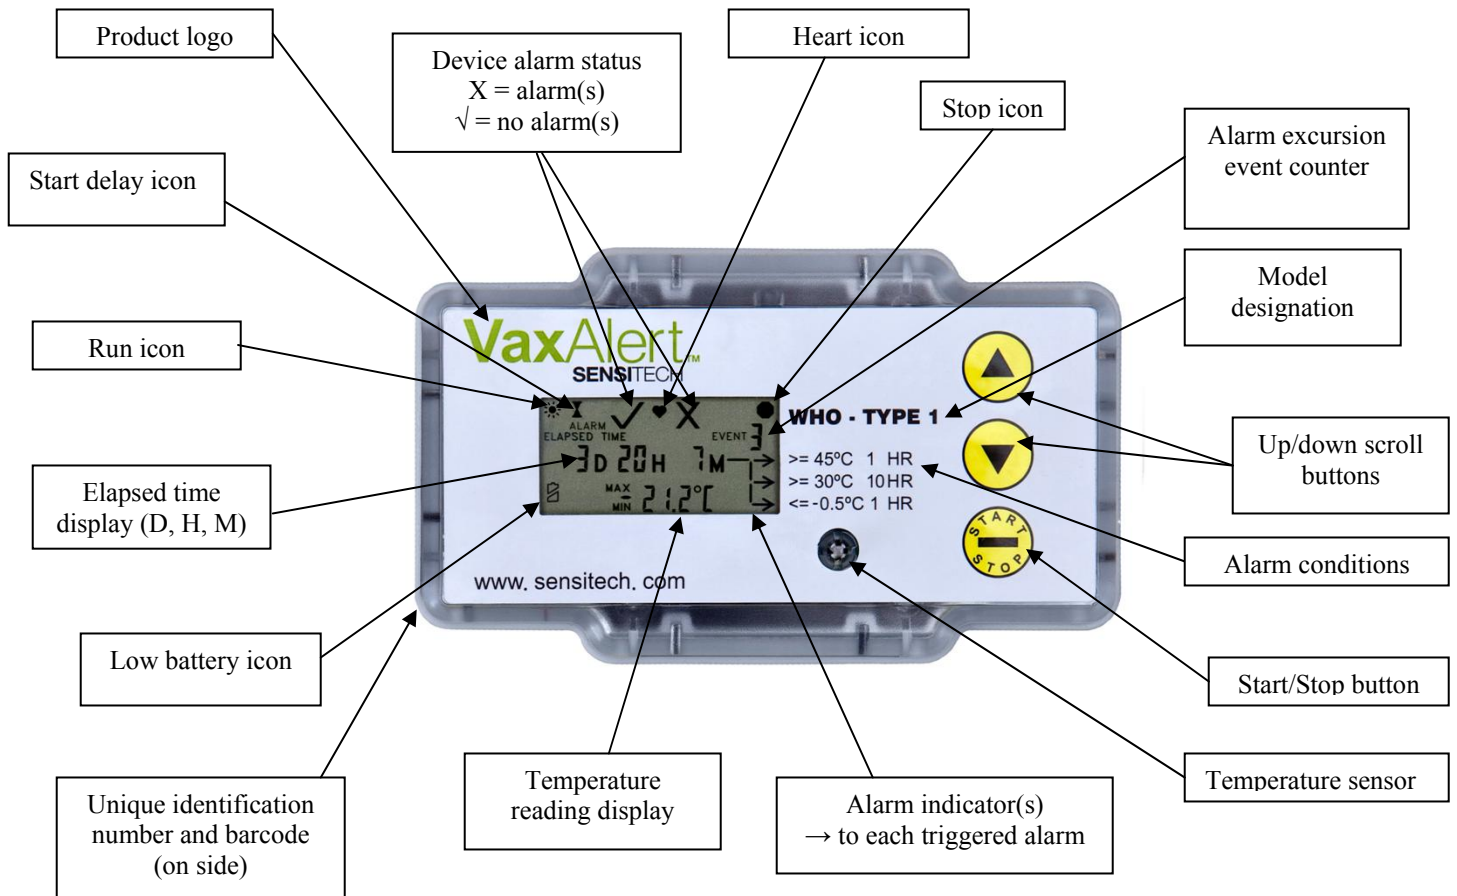 Product logo
Device alarm status
X = alarm(s)
√ = no alarm(s)
Heart icon
Stop icon
Alarm excursion
event counter
Start delay icon
Model
designation
Run icon
Up/down scroll
buttons
Elapsed time
display (D, H, M)
Alarm conditions
Low battery icon
Start/Stop button
Temperature sensor
Unique identification
number and barcode
(on side)
Temperature
reading display
Alarm indicator(s)
→ to each triggered alarm
VaxAlert™
SENSITECH
ALARM ✓ ♥ X
ELAPSED TIME EVENT 3
3D 20H 7M
MAX
MIN 21.2°C
WHO - TYPE 1
>= 45ºC 1 HR
>= 30ºC 10HR
<= -0.5ºC 1 HR
www. sensitech. com
START
STOP